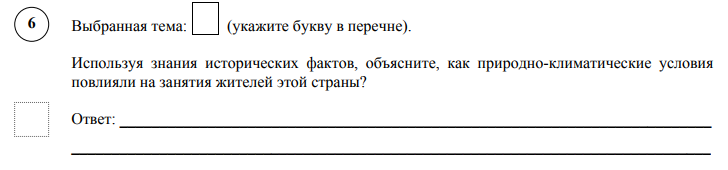 6
Выбранная тема: (укажите букву в перечне).
Используя знания исторических фактов, объясните, как природно-климатические условия
повлияли на занятия жителей этой страны?
Ответ: